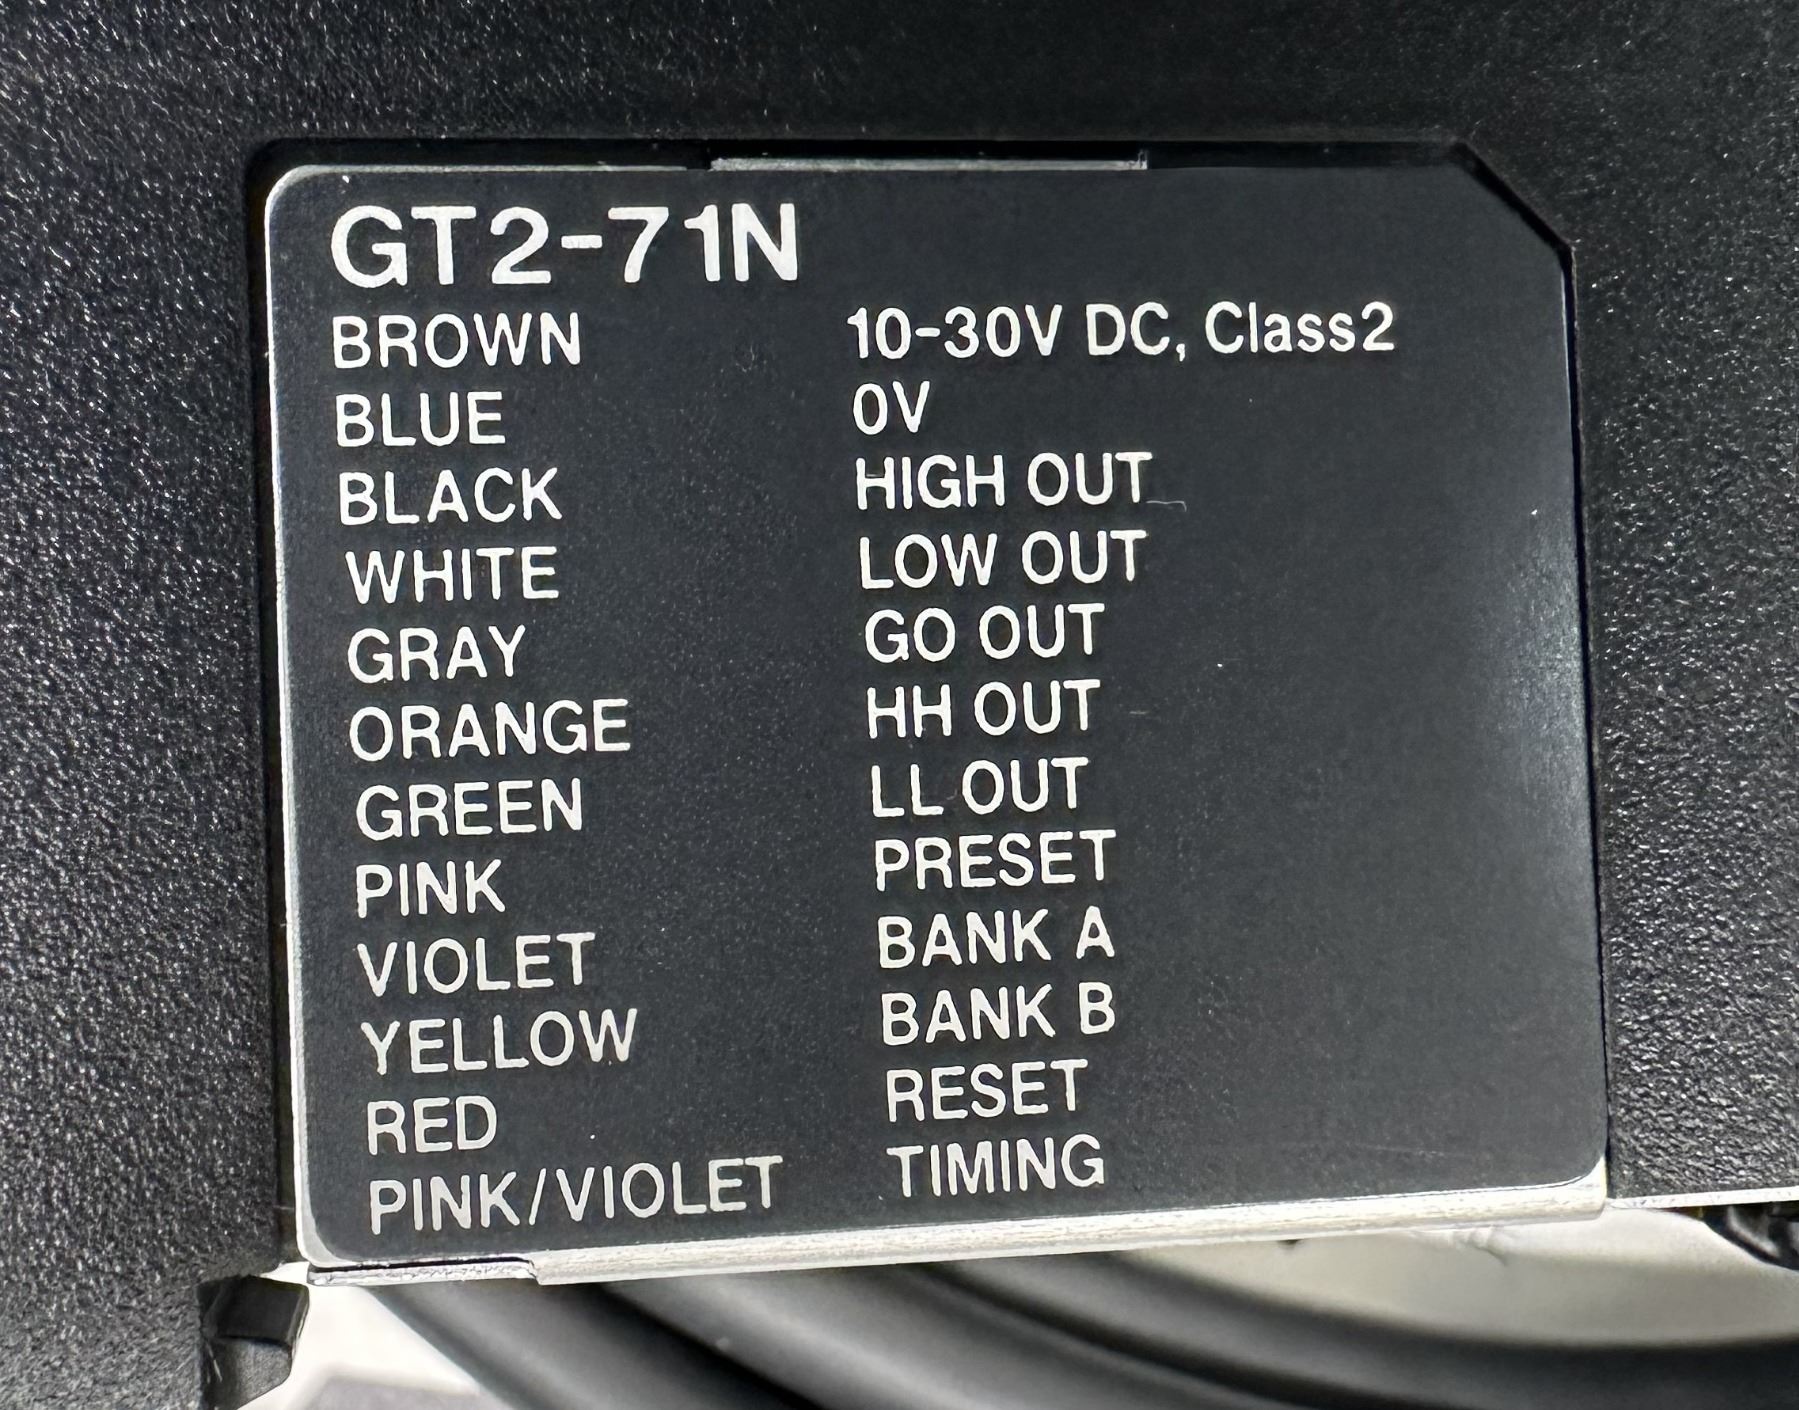 GT2-71N
BROWN 10-30V DC, Class2
BLUE 0V
BLACK HIGH OUT
WHITE LOW OUT
GRAY GO OUT
ORANGE HH OUT
GREEN LL OUT
PINK PRESET
VIOLET BANK A
YELLOW BANK B
RED RESET
PINK/VIOLET TIMING